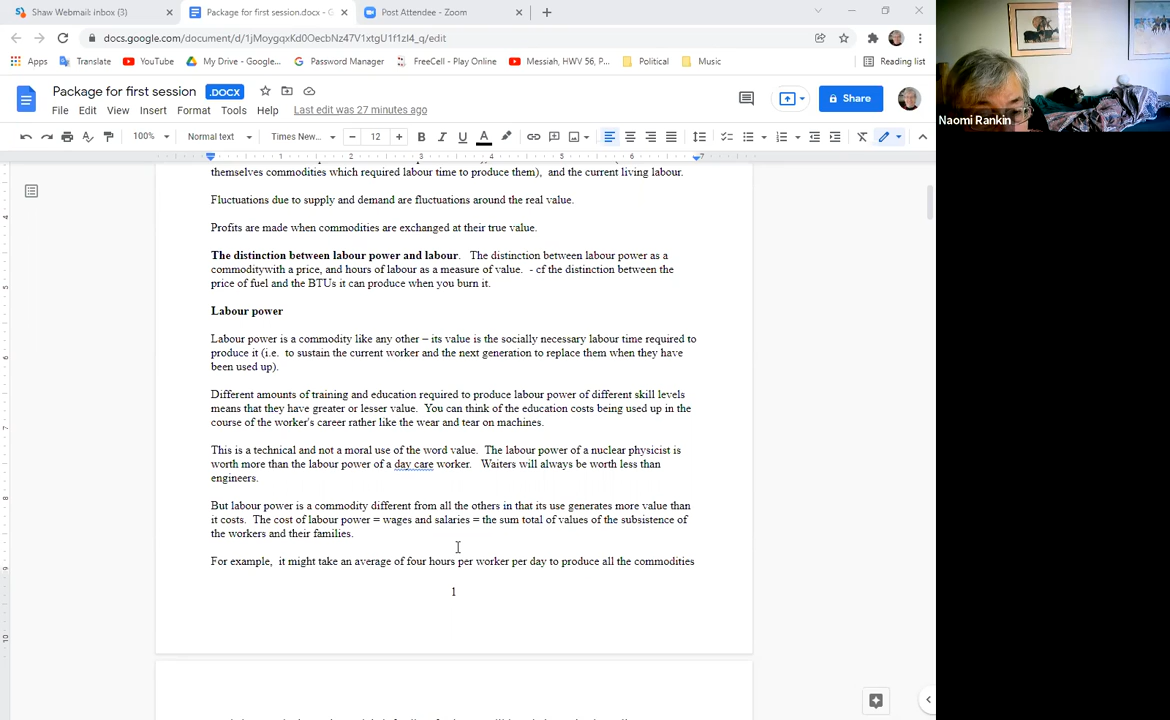 Shaw Webmail: inbox (3)
Package for first session.docx - G
Post Attendee - Zoom
docs.google.com/document/d/1jMoygqxKd0OecbNz47V1xtgU1f1zI4_q/edit
Apps
Translate
YouTube
My Drive - Google...
Password Manager
FreeCell - Play Online
Messiah, HWV 56, P...
Political
Music
Reading list
Package for first session .DOCX
File Edit View Insert Format Tools Help Last edit was 27 minutes ago
Share
100% Normal text Times New... 12 B I U A
1 2 3 4 5 6 7
themselves commodities which required labour time to produce them), and the current living labour.
Fluctuations due to supply and demand are fluctuations around the real value.
Profits are made when commodities are exchanged at their true value.
The distinction between labour power and labour. The distinction between labour power as a
commoditywith a price, and hours of labour as a measure of value. - cf the distinction between the
price of fuel and the BTUs it can produce when you burn it.
Labour power
Labour power is a commodity like any other – its value is the socially necessary labour time required to
produce it (i.e. to sustain the current worker and the next generation to replace them when they have
been used up).
Different amounts of training and education required to produce labour power of different skill levels
means that they have greater or lesser value. You can think of the education costs being used up in the
course of the worker's career rather like the wear and tear on machines.
This is a technical and not a moral use of the word value. The labour power of a nuclear physicist is
worth more than the labour power of a day care worker. Waiters will always be worth less than
engineers.
But labour power is a commodity different from all the others in that its use generates more value than
it costs. The cost of labour power = wages and salaries = the sum total of values of the subsistence of
the workers and their families.
For example, it might take an average of four hours per worker per day to produce all the commodities
1
4
5
6
7
8
9
10
Naomi Rankin